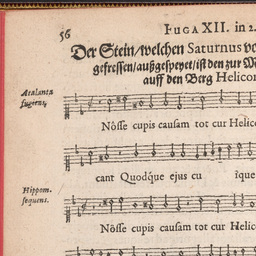 56
FUGA XII. in 2.
Der Stein/welchen Saturnus
gefressen/außgespeyet/ist den zur
auff den Berg Helicon
Atalanta
fugiens.
Nôsse cupis causam tot cur Helic
cant Quodq́ue ejus cu ique
Hippom.
sequens.
Nôsse cupis causam tot cur Helic